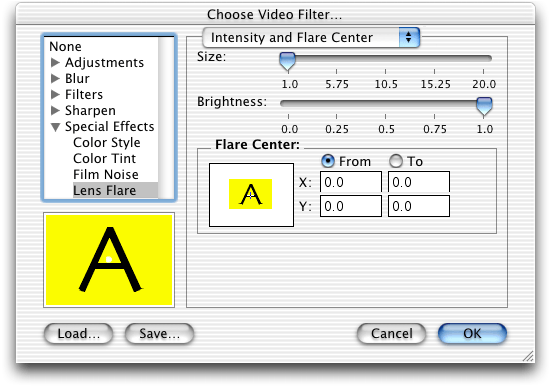 Choose Video Filter...
None
Adjustments
Blur
Filters
Sharpen
Special Effects
Color Style
Color Tint
Film Noise
Lens Flare
Intensity and Flare Center
Size:
1.0 5.75 10.5 15.25 20.0
Brightness:
0.0 0.25 0.5 0.75 1.0
Flare Center:
From To
A
X: 0.0 0.0
Y: 0.0 0.0
A
Load... Save... Cancel OK